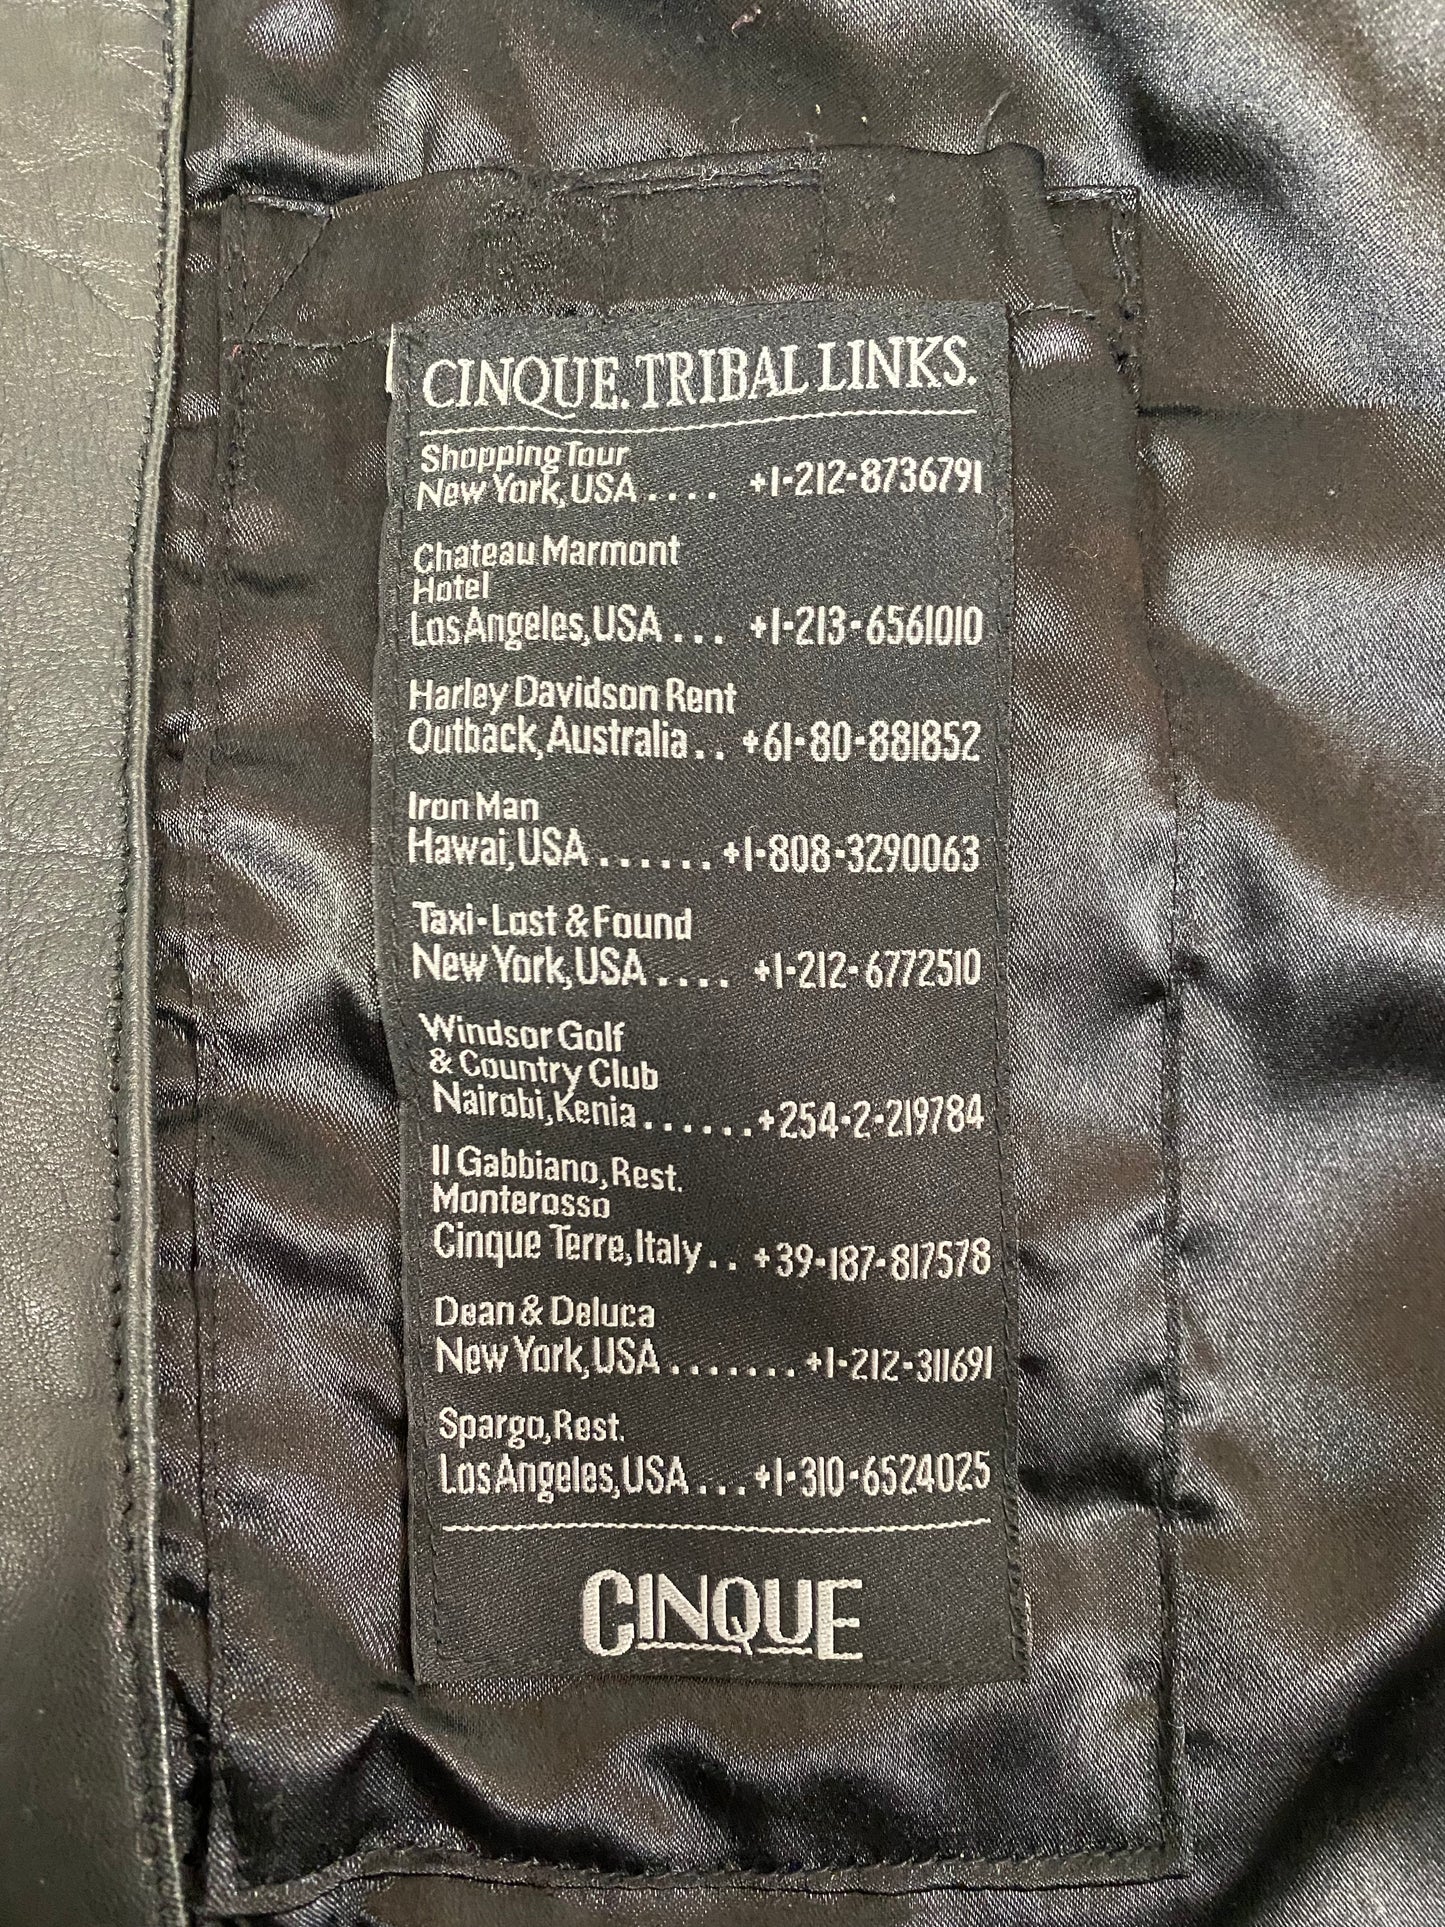 CINQUE. TRIBAL LINKS.
Shopping Tour
New York, USA .... +1-212-8736791
Chateau Marmont
Hotel
Los Angeles, USA ... +1-213-6561010
Harley Davidson Rent
Outback, Australia .. +61-80-881852
Iron Man
Hawai, USA ...... +1-808-3290063
Taxi-Lost & Found
New York, USA .... +1-212-6772510
Windsor Golf
& Country Club
Nairobi, Kenia ...... +254-2-219784
Il Gabbiano, Rest.
Monterosso
Cinque Terre, Italy .. +39-187-817578
Dean & Deluca
New York, USA ....... +1-212-311691
Spargo, Rest.
Los Angeles, USA ... +1-310-6524025
CINQUE